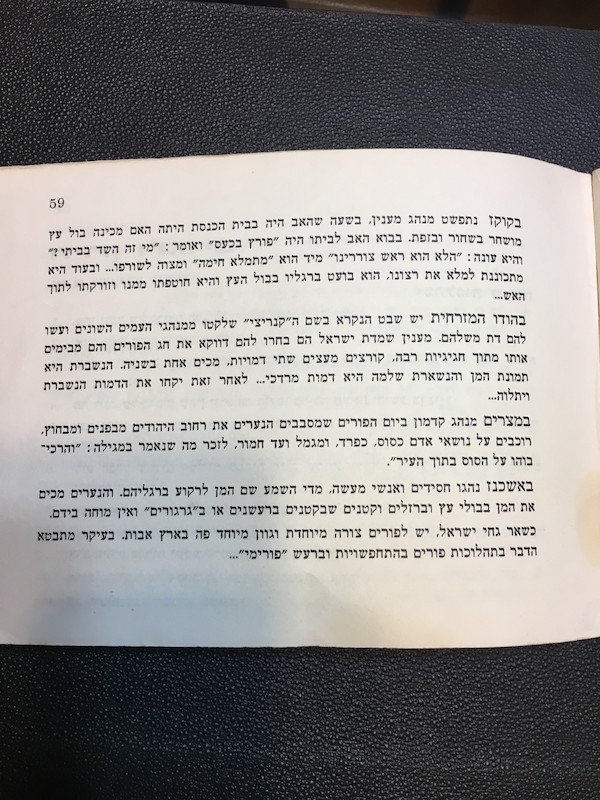 59
בקוקז נתפשט מנהג מענין, בשעה שהאב היה בבית הכנסת היתה האם מכינה בול עץ
מושחר בשחור ובזפת. בבוא האב לביתו היה "פורץ בכעס" ואומר: "מי זה השד בביתי?"
והיא עונה: "הלא הוא ראש צוררינו" מיד הוא "מתמלא חימה" ומצוה לשורפו... ובעוד היא
מתכוננת למלא את רצונו, הוא בועט ברגליו בבול העץ והיא חוטפתו ממנו וזורקתו לתוך
האש...
בהודו המזרחית יש שבט הנקרא בשם ה"קנריצי" שלקטו ממנהגי העמים השונים ועשו
להם דת משלהם. מענין שמדת ישראל הם בחרו להם דווקא את חג הפורים והם מבימים
אותו מתוך חגיגיות רבה, קורצים מעצים שתי דמויות, מכים אחת בשניה. הנשברת היא
תמונת המן והנשארת שלמה היא דמות מרדכי... לאחר זאת יקחו את הדמות הנשברת
ויתלוה...
במצרים מנהג קדמון ביום הפורים שמסבבים הנערים את רחוב היהודים מבפנים ומבחוץ,
רוכבים על נושאי אדם כסוס, כפרד, ומגמל ועד חמור, לזכר מה שנאמר במגילה: "והרכי־
בוהו על הסוס בתוך העיר".
באשכנז נהגו חסידים ואנשי מעשה, מדי השמע שם המן לרקוע ברגליהם. והנערים מכים
את המן בבולי עץ וברזלים וקטנים שבקטנים ברעשנים או ב"גרגורים" ואין מוחה בידם.
כשאר גחי ישראל, יש לפורים צורה מיוחדת וגוון מיוחד פה בארץ אבות. בעיקר מתבטא
הדבר בתהלוכות פורים בהתחפשויות וברעש "פורימי"...